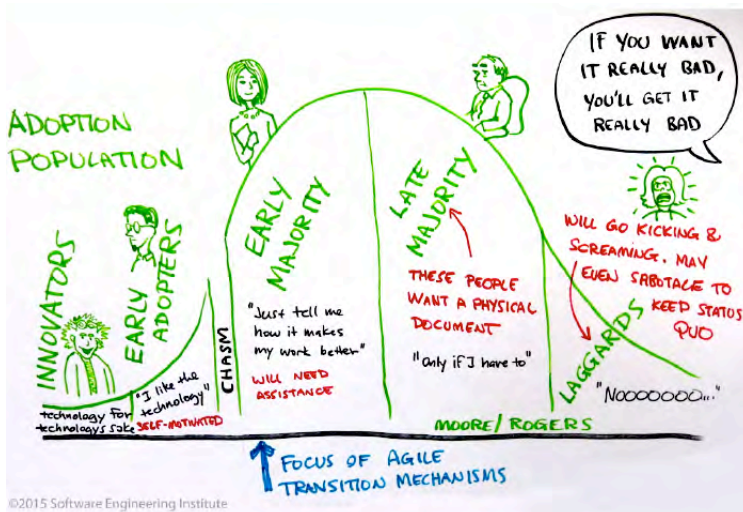 ADOPTION
POPULATION
INNOVATORS
EARLY
ADOPTERS
technology for
technologys sake
"I like the
technology"
SELF-MOTIVATED
CHASM
EARLY
MAJORITY
"Just tell me
how it makes
my work better"
WILL NEED
ASSISTANCE
LATE
MAJORITY
THESE PEOPLE
WANT A PHYSICAL
DOCUMENT
"Only if I have to"
IF YOU WANT
IT REALLY BAD,
YOU'LL GET IT
REALLY BAD
WILL GO KICKING &
SCREAMING. MAY
EVEN SABOTAGE TO
KEEP STATUS
QUO
LAGGARDS
"NOOOOOOO..."
MOORE/ROGERS
FOCUS OF AGILE
TRANSITION MECHANISMS
©2015 Software Engineering Institute